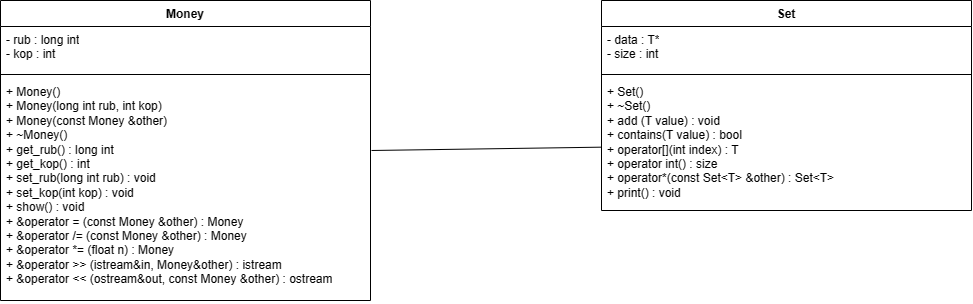 Money
- rub : long int
- kop : int
+ Money()
+ Money(long int rub, int kop)
+ Money(const Money &other)
+ ~Money()
+ get_rub() : long int
+ get_kop() : int
+ set_rub(long int rub) : void
+ set_kop(int kop) : void
+ show() : void
+ &operator = (const Money &other) : Money
+ &operator /= (const Money &other) : Money
+ &operator *= (float n) : Money
+ &operator >> (istream&in, Money&other) : istream
+ &operator << (ostream&out, const Money &other) : ostream
Set
- data : T*
- size : int
+ Set()
+ ~Set()
+ add (T value) : void
+ contains(T value) : bool
+ operator[](int index) : T
+ operator int() : size
+ operator*(const Set<T> &other) : Set<T>
+ print() : void